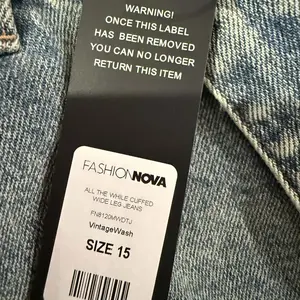 WARNING!
ONCE THIS LABEL
HAS BEEN REMOVED
YOU CAN NO LONGER
RETURN THIS ITEM
FASHIONNOVA
ALL THE WHILE CUFFED
WIDE LEG JEANS
FN8120MWDTJ
VintageWash
SIZE 15